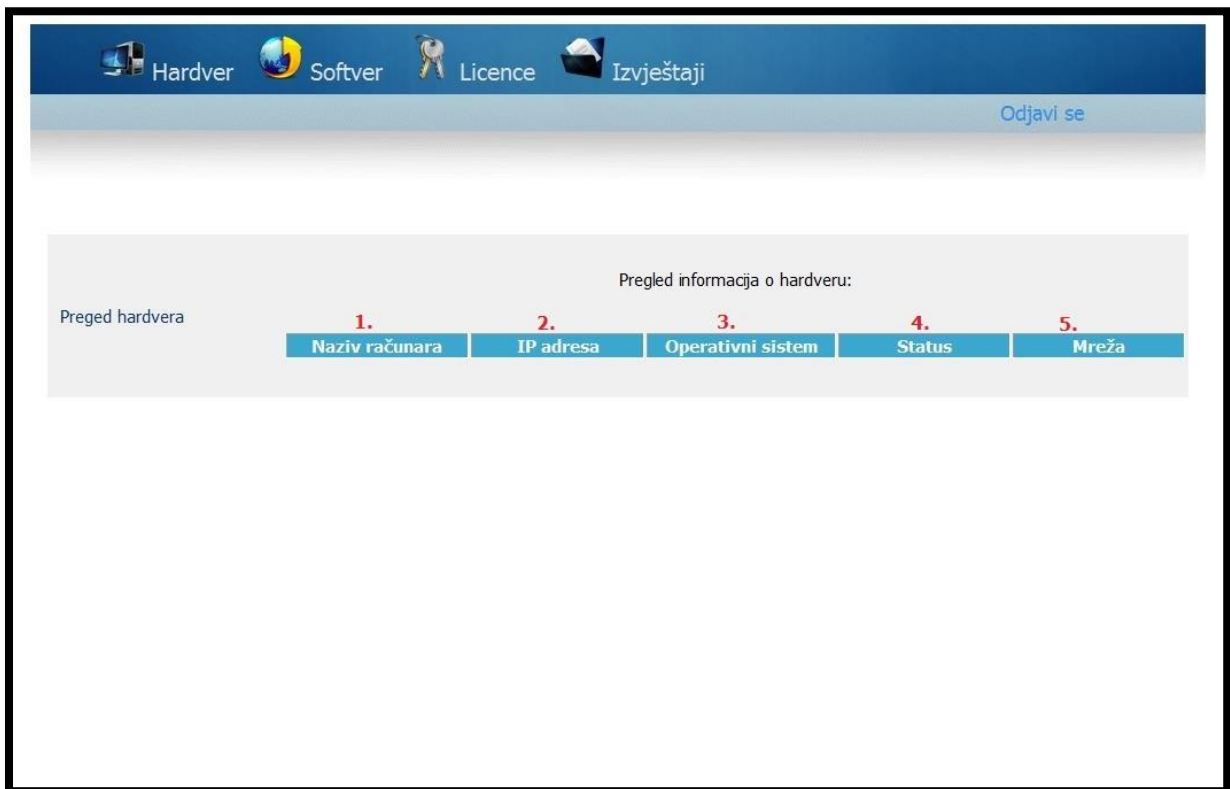 Hardver Softver Licence Izvještaji
Odjavi se
Pregled informacija o hardveru:
Preged hardvera
1. 2. 3. 4. 5.
Naziv računara IP adresa Operativni sistem Status Mreža